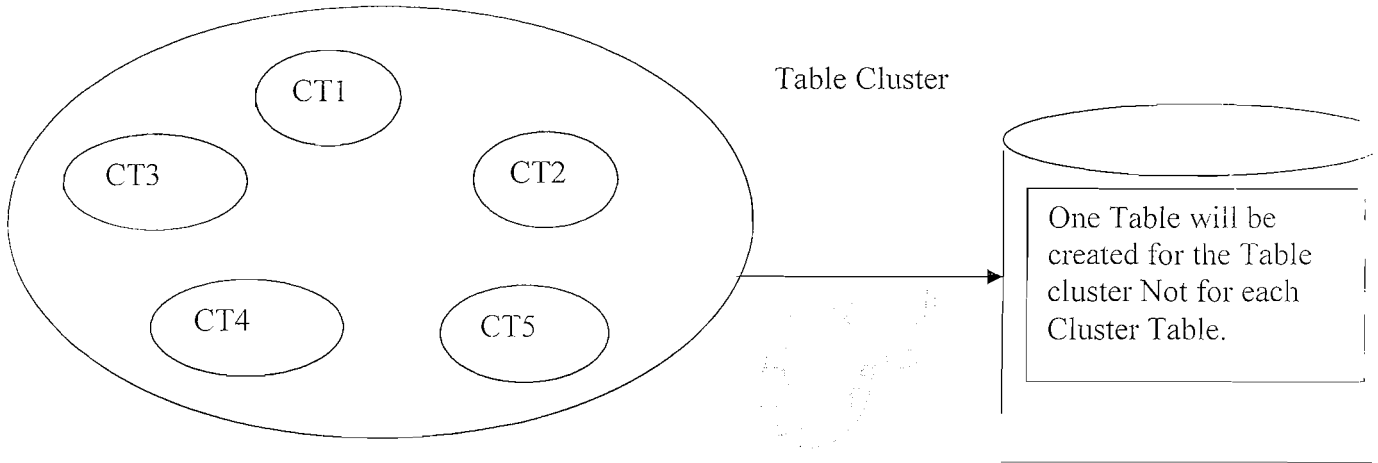 CT1
Table Cluster
CT3
CT2
One Table will be
created for the Table
cluster Not for each
Cluster Table.
CT4
CT5